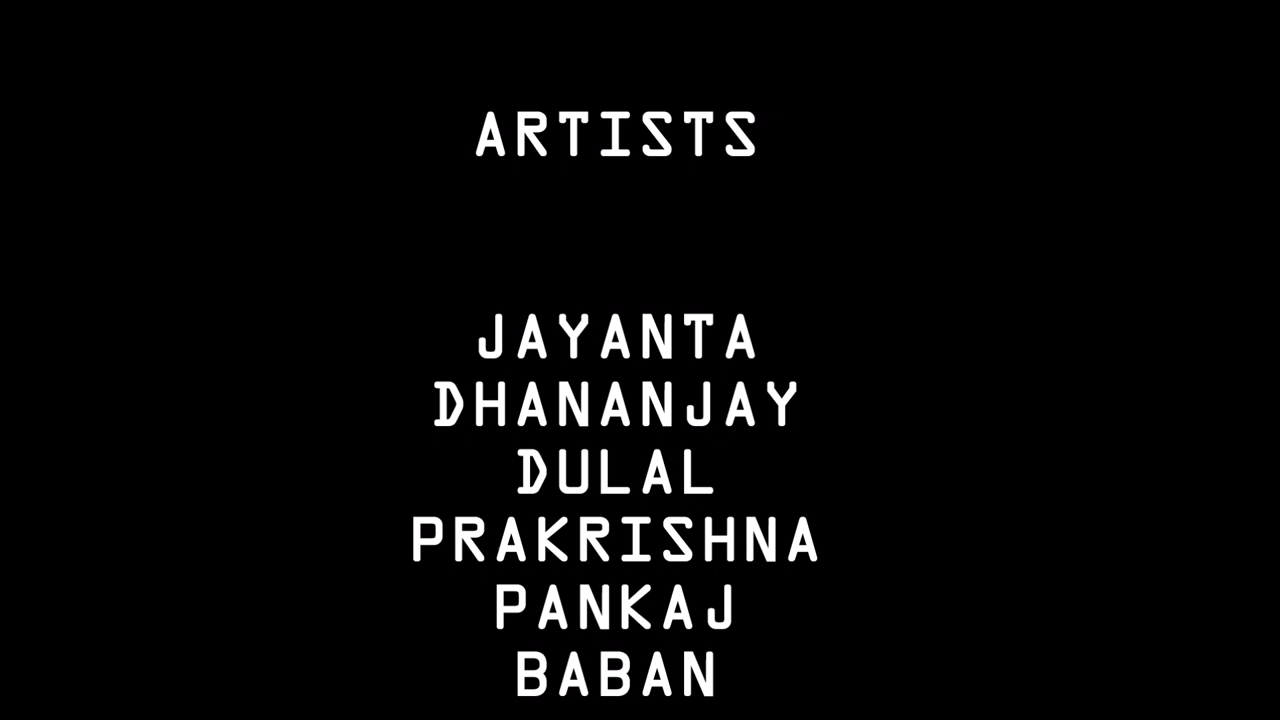 ARTISTS
JAYANTA
DHANANJAY
DULAL
PRAKRISHNA
PANKAJ
BABAN